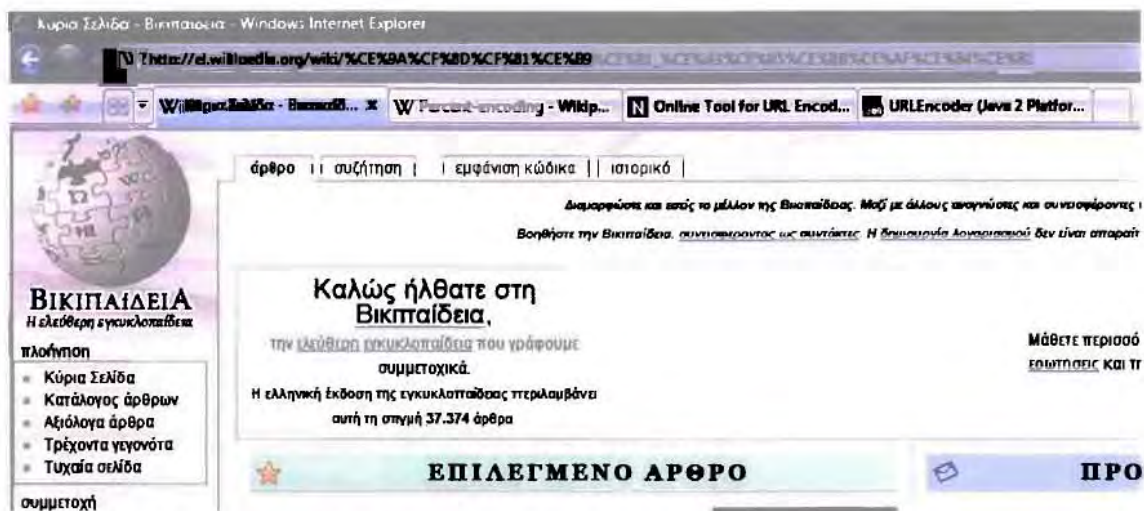 Κύρια Σελίδα - Βικιπαίδεια - Windows Internet Explorer
http://el.wikipedia.org/wiki/%CE%9A%CF%8D%CF%81%CE%B9
W Percent-encoding - Wikip... N Online Tool for URL Encod... URLEncoder (Java 2 Platfor...
άρθρο συζήτηση εμφάνιση κώδικα ιστορικό
Διαμορφώστε και εσείς το μέλλον της Βικιπαίδειας. Μαζί με άλλους αναγνώστες και συνεισφέροντες
Βοηθήστε την Βικιπαίδεια, συνεισφέροντας ως συντάκτες. Η δημιουργία λογαριασμού δεν είναι απαραίτ
ΒΙΚΙΠΑίΔΕΙΑ
Η ελεύθερη εγκυκλοπαίδεια
πλοήγηση
Κύρια Σελίδα
Κατάλογος άρθρων
Αξιόλογα άρθρα
Τρέχοντα γεγονότα
Τυχαία σελίδα
συμμετοχή
Καλώς ήλθατε στη
Βικιπαίδεια,
την ελεύθερη εγκυκλοπαίδεια που γράφουμε
συμμετοχικά.
Η ελληνική έκδοση της εγκυκλοπαίδειας περιλαμβάνει
αυτή τη στιγμή 37.374 άρθρα
Μάθετε περισσό
ερωτήσεις και τη
ΕΠΙΛΕΓΜΕΝΟ ΑΡΘΡΟ
ΠΡΟ